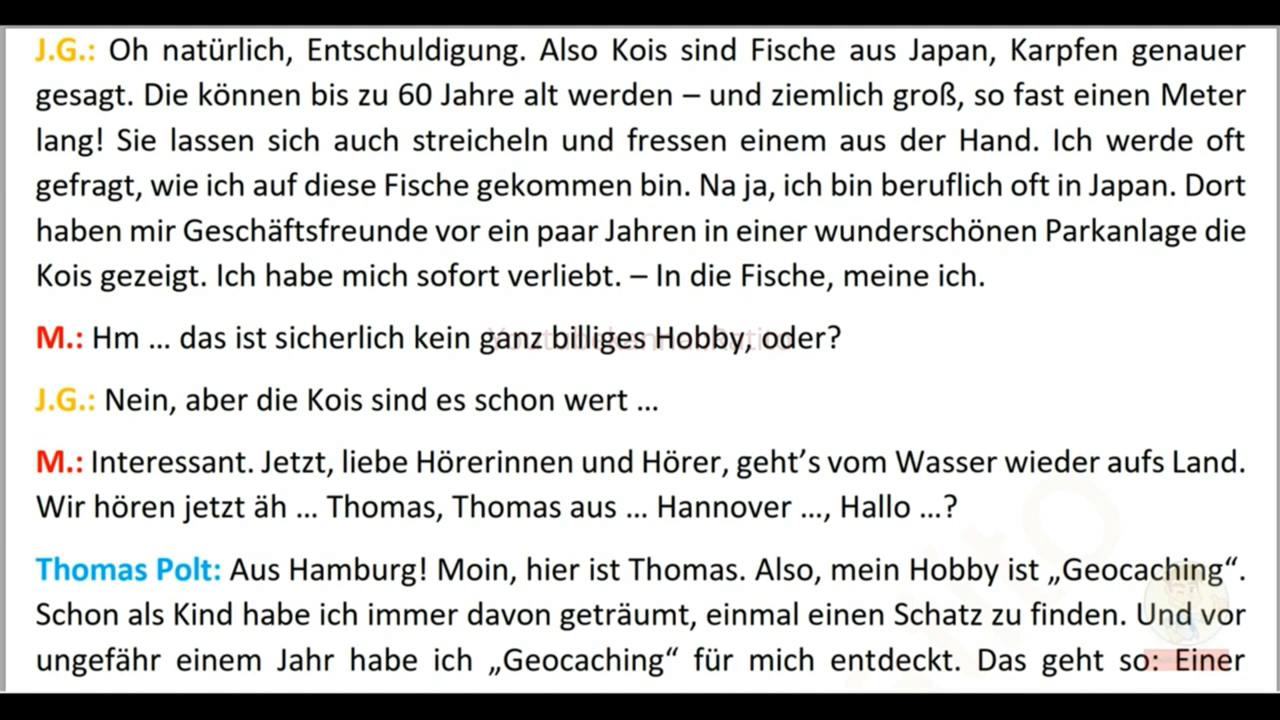 J.G.: Oh natürlich, Entschuldigung. Also Kois sind Fische aus Japan, Karpfen genauer
gesagt. Die können bis zu 60 Jahre alt werden – und ziemlich groß, so fast einen Meter
lang! Sie lassen sich auch streicheln und fressen einem aus der Hand. Ich werde oft
gefragt, wie ich auf diese Fische gekommen bin. Na ja, ich bin beruflich oft in Japan. Dort
haben mir Geschäftsfreunde vor ein paar Jahren in einer wunderschönen Parkanlage die
Kois gezeigt. Ich habe mich sofort verliebt. – In die Fische, meine ich.
M.: Hm ... das ist sicherlich kein ganz billiges Hobby, oder?
J.G.: Nein, aber die Kois sind es schon wert ...
M.: Interessant. Jetzt, liebe Hörerinnen und Hörer, geht’s vom Wasser wieder aufs Land.
Wir hören jetzt äh ... Thomas, Thomas aus ... Hannover ..., Hallo ...?
Thomas Polt: Aus Hamburg! Moin, hier ist Thomas. Also, mein Hobby ist „Geocaching“.
Schon als Kind habe ich immer davon geträumt, einmal einen Schatz zu finden. Und vor
ungefähr einem Jahr habe ich „Geocaching“ für mich entdeckt. Das geht so: Einer